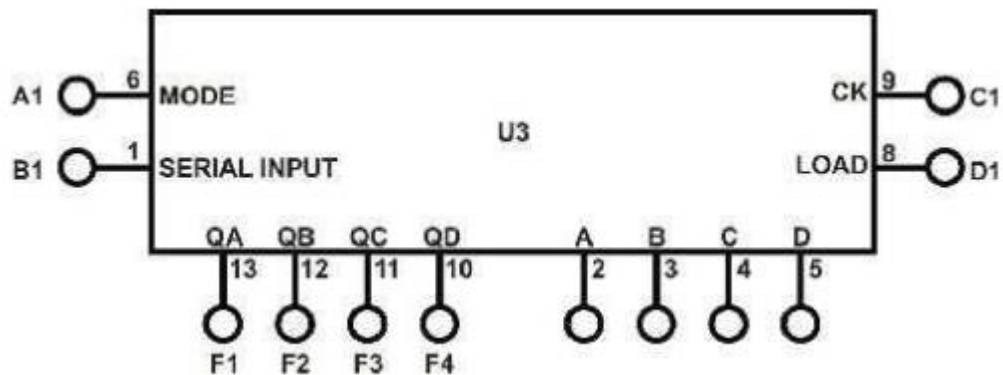 6 9
A1 MODE CK C1
U3
1 8
B1 SERIAL INPUT LOAD D1
QA QB QC QD A B C D
13 12 11 10 2 3 4 5
F1 F2 F3 F4